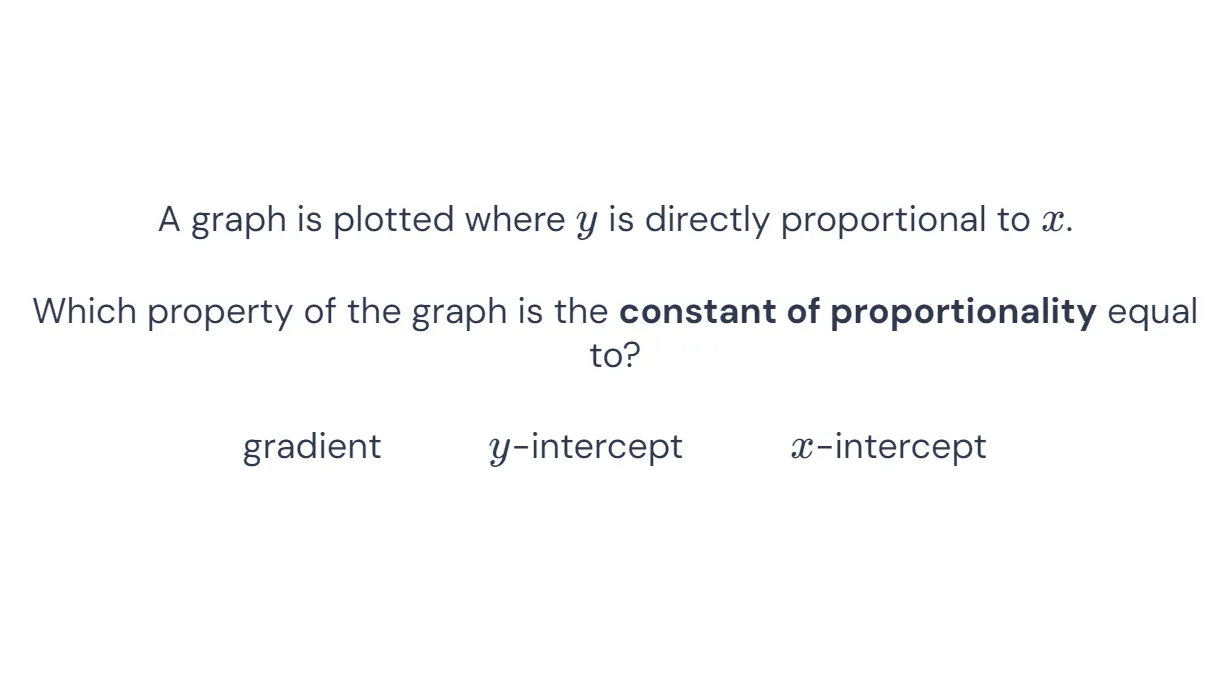 A graph is plotted where y is directly proportional to x.
Which property of the graph is the constant of proportionality equal
to?
gradient y-intercept x-intercept